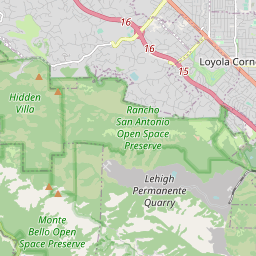 16
16
15
Loyola Corne
Hidden
Villa
Rancho
San Antonio
Open Space
Preserve
Lehigh
Permanente
Quarry
Monte
Bello Open
Space Preserve